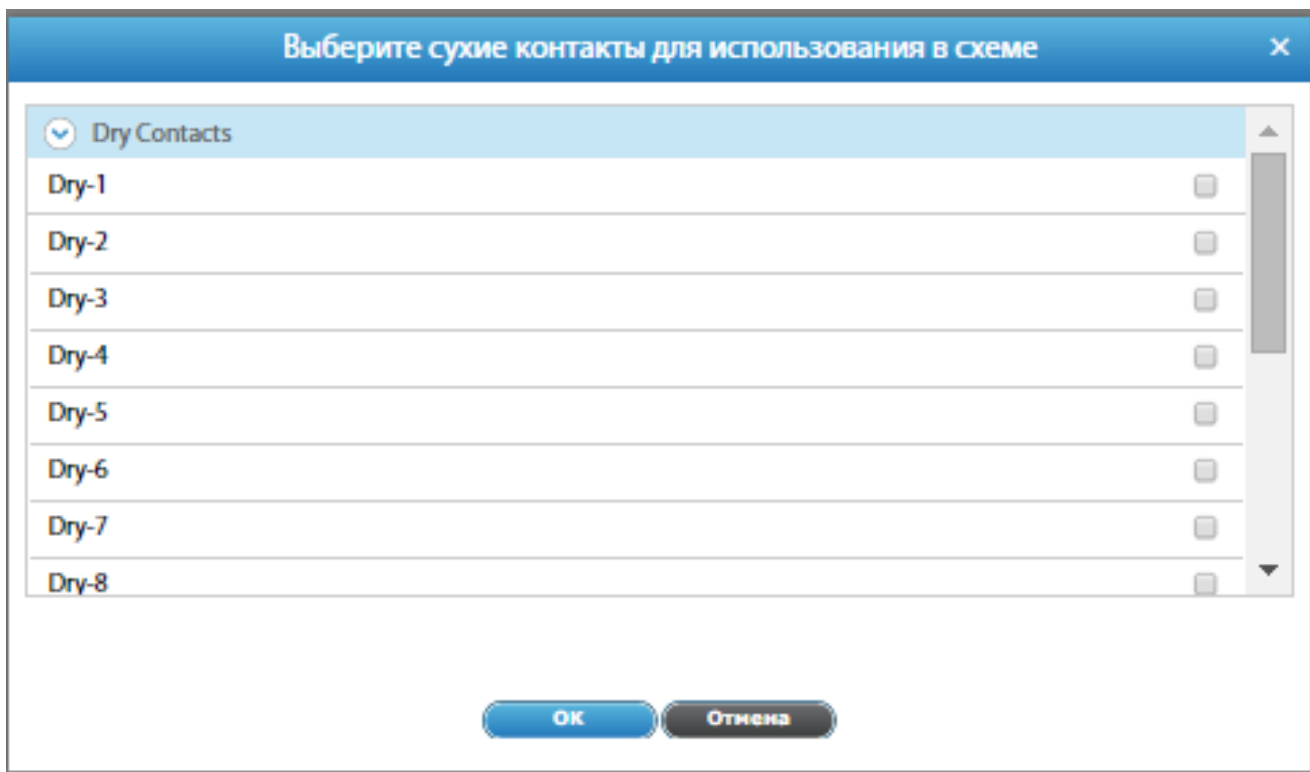 Выберите сухие контакты для использования в схеме
Dry Contacts
Dry-1
Dry-2
Dry-3
Dry-4
Dry-5
Dry-6
Dry-7
Dry-8
ОК Отмена